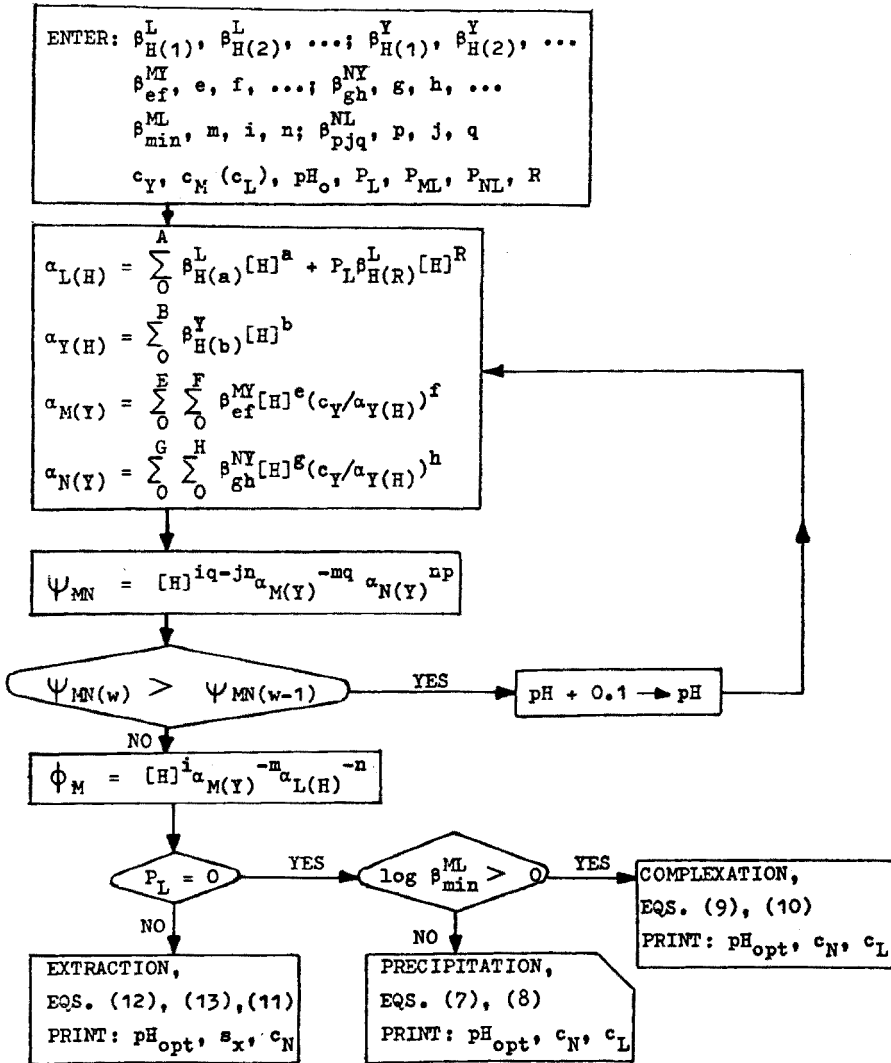 ENTER: β^L_H(1), β^L_H(2), ...; β^Y_H(1), β^Y_H(2), ...
β^MY_ef, e, f, ...; β^NY_gh, g, h, ...
β^ML_min, m, i, n; β^NL_pjq, p, j, q
c_Y, c_M (c_L), pH_o, P_L, P_ML, P_NL, R
α_L(H) = Σ_0^A β^L_H(a)[H]^a + P_L β^L_H(R)[H]^R
α_Y(H) = Σ_0^B β^Y_H(b)[H]^b
α_M(Y) = Σ_0^E Σ_0^F β^MY_ef[H]^e(c_Y/α_Y(H))^f
α_N(Y) = Σ_0^G Σ_0^H β^NY_gh[H]^g(c_Y/α_Y(H))^h
Ψ_MN = [H]^iq-jn α_M(Y)^-mq α_N(Y)^np
Ψ_MN(w) > Ψ_MN(w-1)
YES
pH + 0.1 → pH
NO
ϕ_M = [H]^i α_M(Y)^-m α_L(H)^-n
P_L = 0
YES
log β^ML_min > 0
YES
COMPLEXATION,
EQS. (9), (10)
PRINT: pH_opt, c_N, c_L
NO
EXTRACTION,
EQS. (12), (13),(11)
PRINT: pH_opt, s_x, c_N
NO
PRECIPITATION,
EQS. (7), (8)
PRINT: pH_opt, c_N, c_L